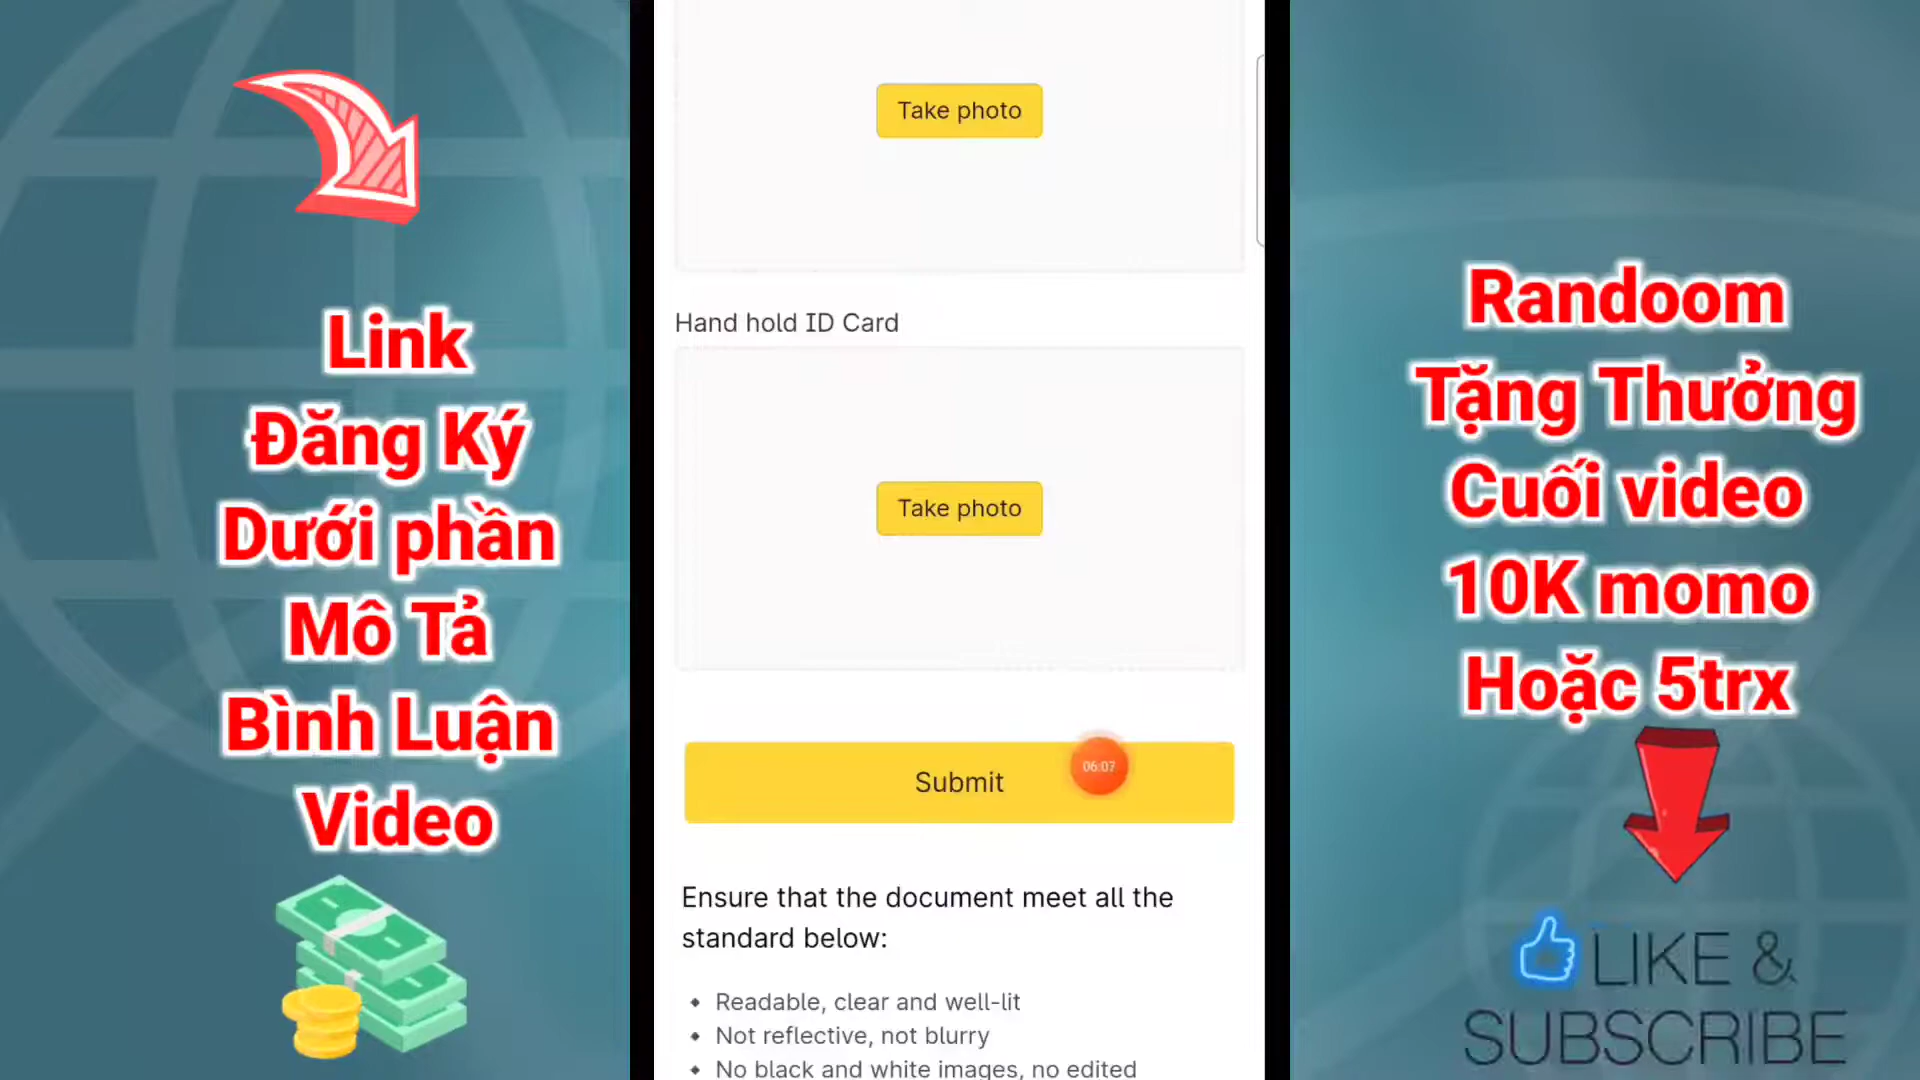 Link
Đăng Ký
Dưới phần
Mô Tả
Bình Luận
Video
Take photo
Hand hold ID Card
Take photo
Submit
06:07
Ensure that the document meet all the
standard below:
Readable, clear and well-lit
Not reflective, not blurry
No black and white images, no edited
Randoom
Tặng Thưởng
Cuối video
10K momo
Hoặc 5trx
LIKE &
SUBSCRIBE